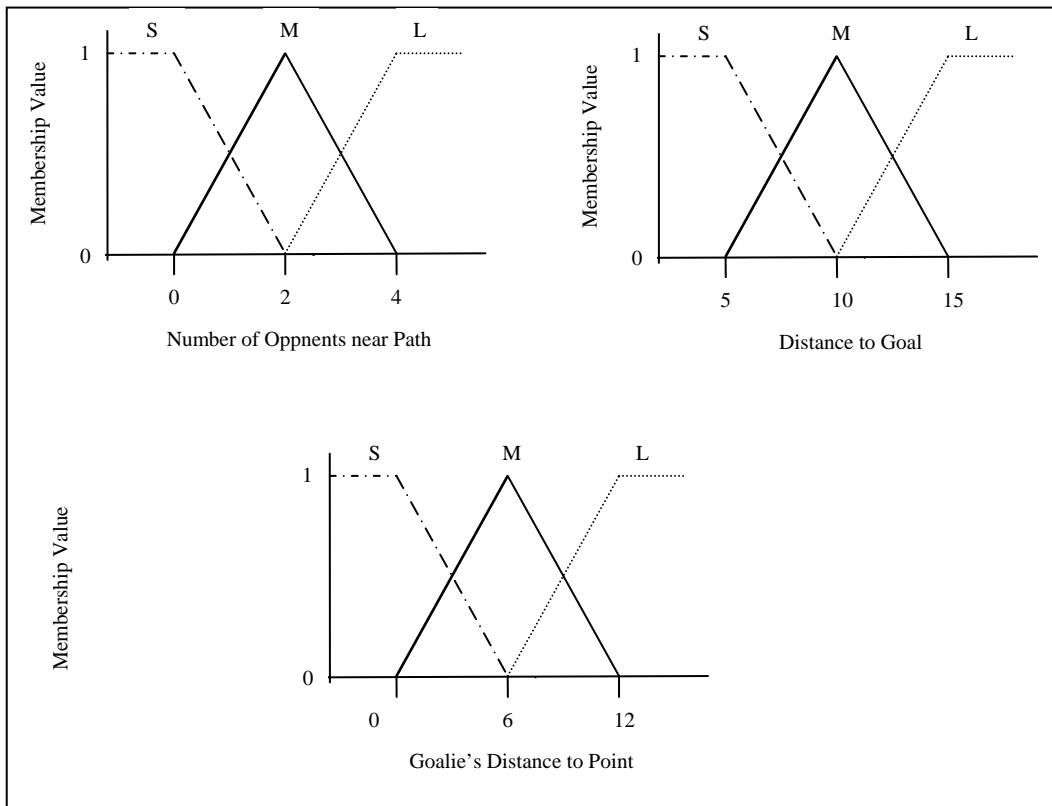 S M L
1
Membership Value
0
0 2 4
Number of Oppnents near Path
S M L
1
Membership Value
0
5 10 15
Distance to Goal
S M L
1
Membership Value
0
0 6 12
Goalie’s Distance to Point